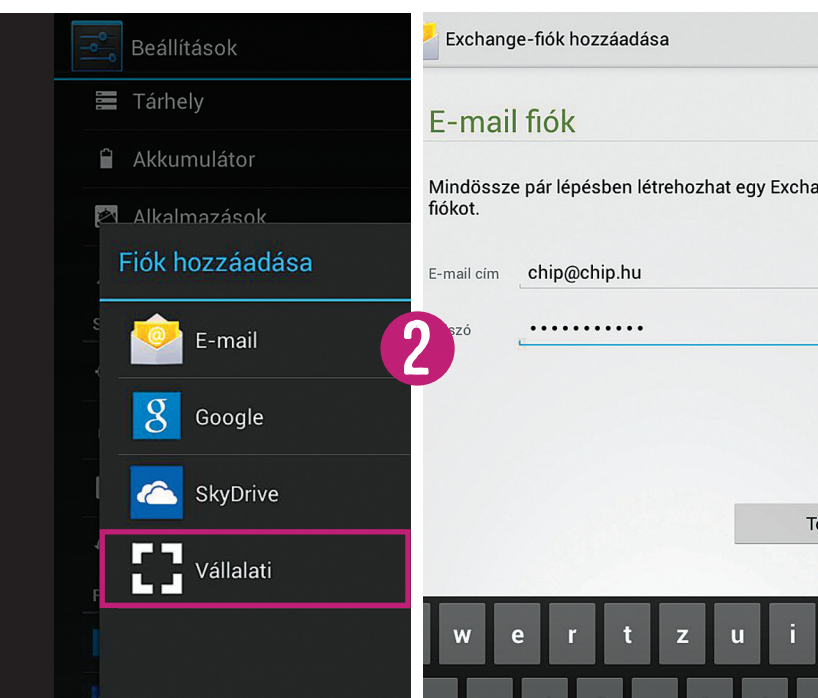 Beállítások
Tárhely
Akkumulátor
Alkalmazások
Fiók hozzáadása
E-mail
Google
SkyDrive
Vállalati
2
Exchange-fiók hozzáadása
E-mail fiók
Mindössze pár lépésben létrehozhat egy Excha
fiókot.
E-mail cím chip@chip.hu
szó •••••••••••
w e r t z u i